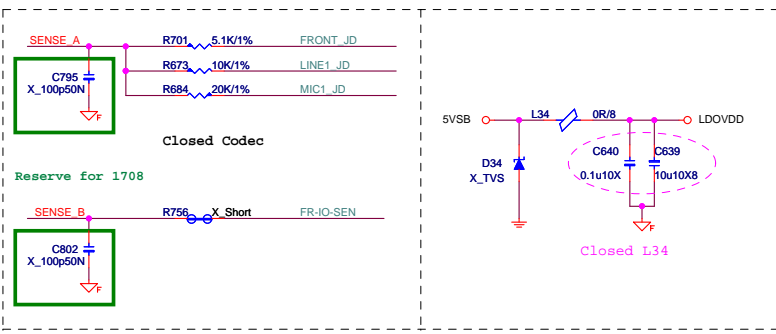 SENSE_A R701 5.1K/1% FRONT_JD
R673 10K/1% LINE1_JD
C795
X_100p50N
R684 20K/1% MIC1_JD
F
Closed Codec
Reserve for 1708
SENSE_B R756 X_Short FR-IO-SEN
C802
X_100p50N
F
5VSB L34 0R/8 LDOVDD
D34
X_TVS
C640 C639
0.1u10X 10u10X8
F
Closed L34